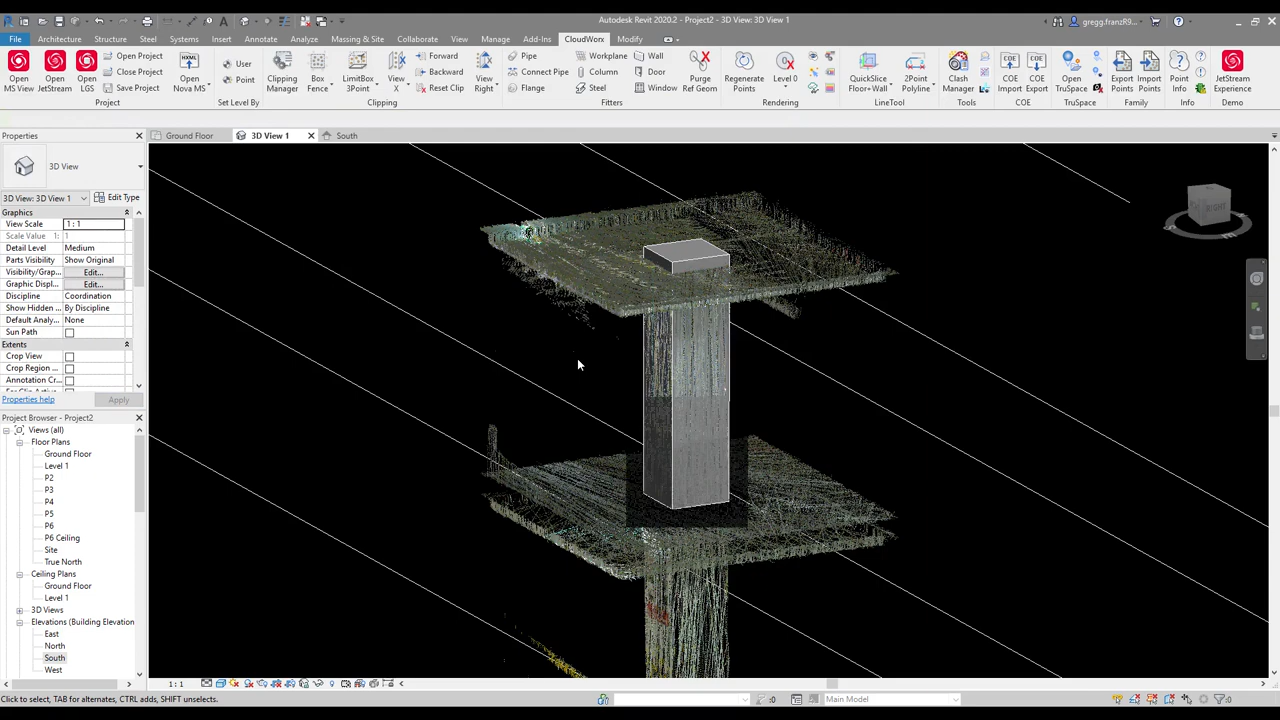 Autodesk Revit 2020.2 - Project2 - 3D View: 3D View 1
gregg.franzR9...
File Architecture Structure Steel Systems Insert Annotate Analyze Massing & Site Collaborate View Manage Add-Ins CloudWorx Modify
Open MS View
Open JetStream
Open LGS
Open Project
Close Project
Save Project
Open Nova MS
Project
User
Point
Set Level By
Clipping Manager
Box Fence
LimitBox 3Point
View X
Forward
Backward
Reset Clip
Clipping
View Right
Pipe
Connect Pipe
Flange
Workplane
Column
Steel
Wall
Door
Window
Fitters
Purge Ref Geom
Regenerate Points
Level 0
Rendering
QuickSlice Floor+Wall
2Point Polyline
LineTool
Clash Manager
Tools
COE Import
COE Export
COE
Open TruSpace
TruSpace
Export Points
Import Points
Family
Point Info
Info
JetStream Experience
Demo
Properties
Ground Floor
3D View 1
South
3D View
3D View: 3D View 1
Edit Type
Graphics
View Scale 1 : 1
Scale Value 1: 1
Detail Level Medium
Parts Visibility Show Original
Visibility/Grap... Edit...
Graphic Displ... Edit...
Discipline Coordination
Show Hidden ... By Discipline
Default Analy... None
Sun Path
Extents
Crop View
Crop Region ...
Annotation Cr...
Properties help
Apply
Project Browser - Project2
Views (all)
Floor Plans
Ground Floor
Level 1
P2
P3
P4
P5
P6
P6 Ceiling
Site
True North
Ceiling Plans
Ground Floor
Level 1
3D Views
Elevations (Building Elevation
East
North
South
West
RIGHT
1 : 1
Click to select, TAB for alternates, CTRL adds, SHIFT unselects.
:0
Main Model
:0